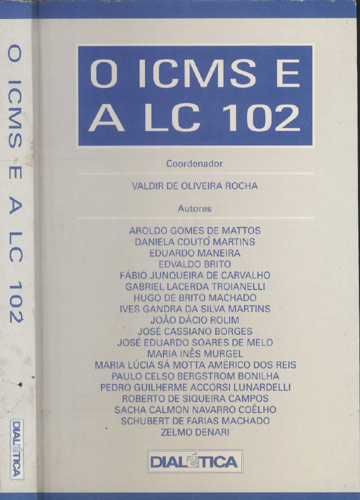 O ICMS E A LC 102
DIALÉTICA
O ICMS E
A LC 102
Coordenador
VALDIR DE OLIVEIRA ROCHA
Autores
AROLDO GOMES DE MATTOS
DANIELA COUTO MARTINS
EDUARDO MANEIRA
EDVALDO BRITO
FÁBIO JUNQUEIRA DE CARVALHO
GABRIEL LACERDA TROIANELLI
HUGO DE BRITO MACHADO
IVES GANDRA DA SILVA MARTINS
JOÃO DÁCIO ROLIM
JOSÉ CASSIANO BORGES
JOSÉ EDUARDO SOARES DE MELO
MARIA INÊS MURGEL
MARIA LÚCIA SÁ MOTTA AMÉRICO DOS REIS
PAULO CELSO BERGSTROM BONILHA
PEDRO GUILHERME ACCORSI LUNARDELLI
ROBERTO DE SIQUEIRA CAMPOS
SACHA CALMON NAVARRO COÊLHO
SCHUBERT DE FARIAS MACHADO
ZELMO DENARI
DIALÉTICA